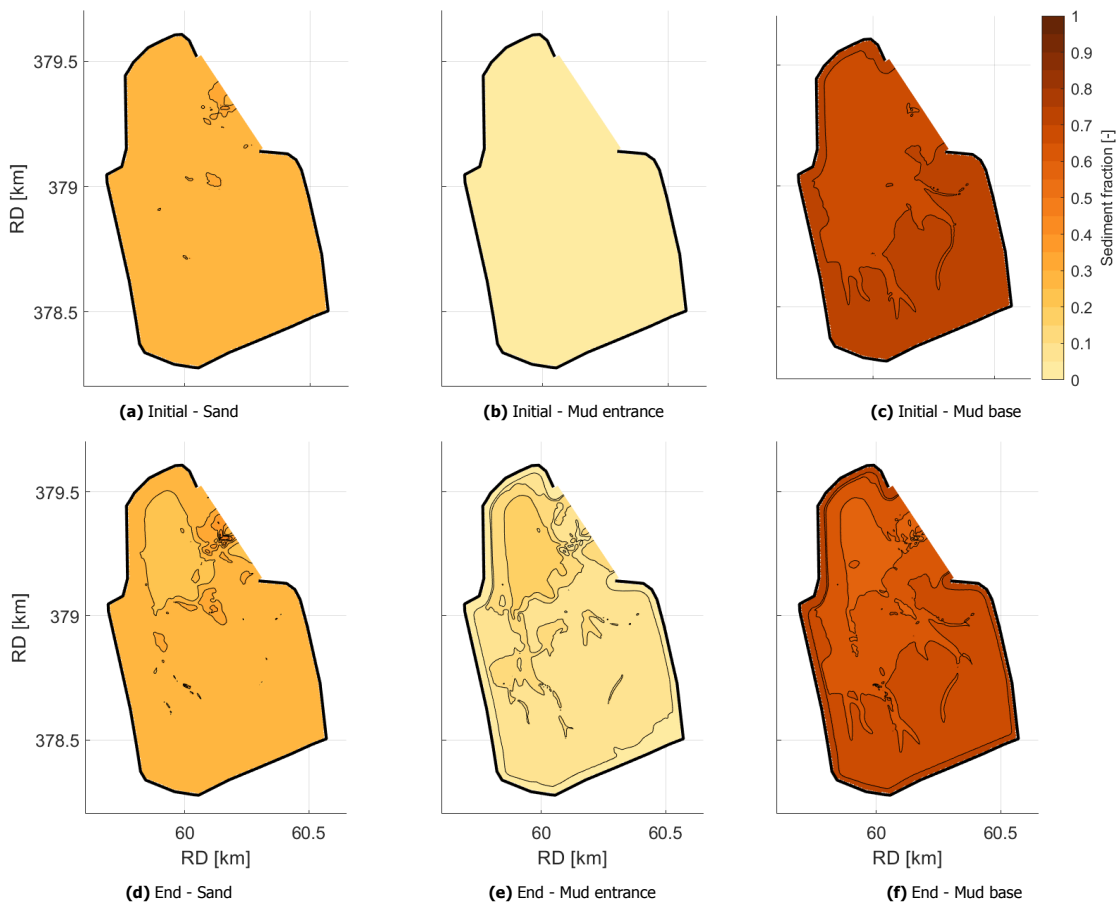 379.5
379
378.5
RD [km]
1
0.9
0.8
0.7
0.6
0.5
0.4
0.3
0.2
0.1
0
Sediment fraction [-]
(a) Initial - Sand
(b) Initial - Mud entrance
(c) Initial - Mud base
379.5
379
378.5
RD [km]
60
60.5
60
60.5
60
60.5
RD [km]
RD [km]
RD [km]
(d) End - Sand
(e) End - Mud entrance
(f) End - Mud base